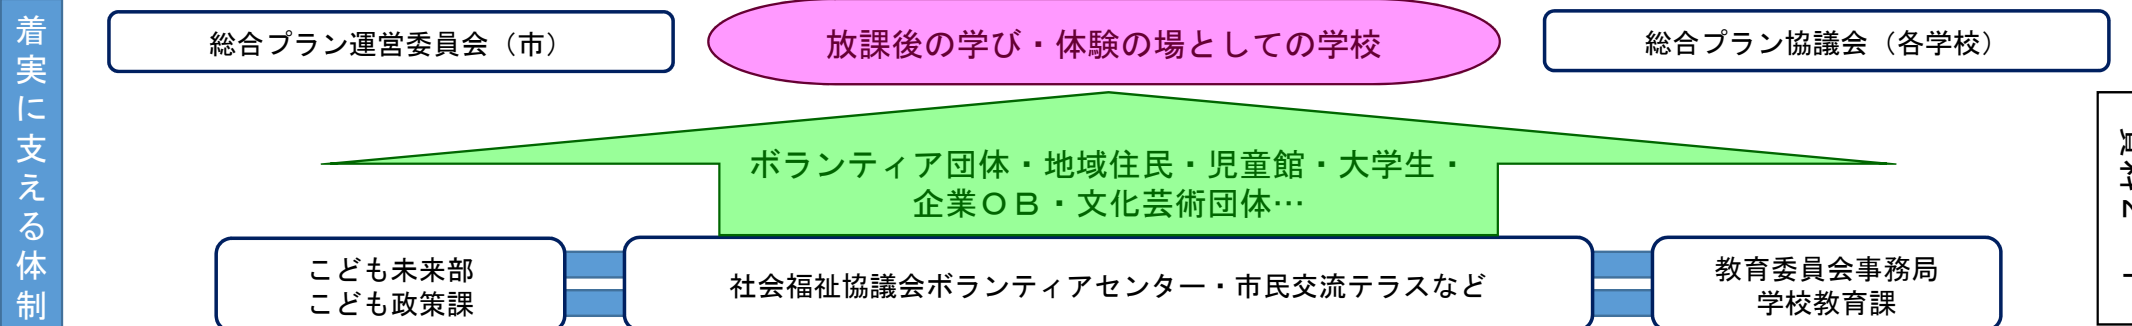 着実に支える体制
総合プラン運営委員会（市）
放課後の学び・体験の場としての学校
総合プラン協議会（各学校）
ボランティア団体・地域住民・児童館・大学生・
企業ＯＢ・文化芸術団体…
こども未来部
こども政策課
社会福祉協議会ボランティアセンター・市民交流テラスなど
教育委員会事務局
学校教育課